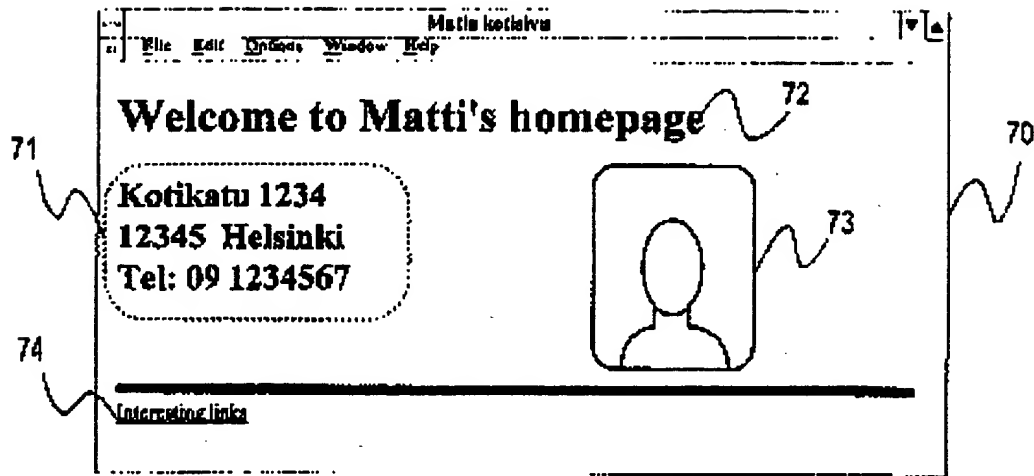 Matin kotisivu
File Edit Options Window Help
Welcome to Matti's homepage
72
71
70
Kotikatu 1234
12345 Helsinki
Tel: 09 1234567
73
74
Interesting links